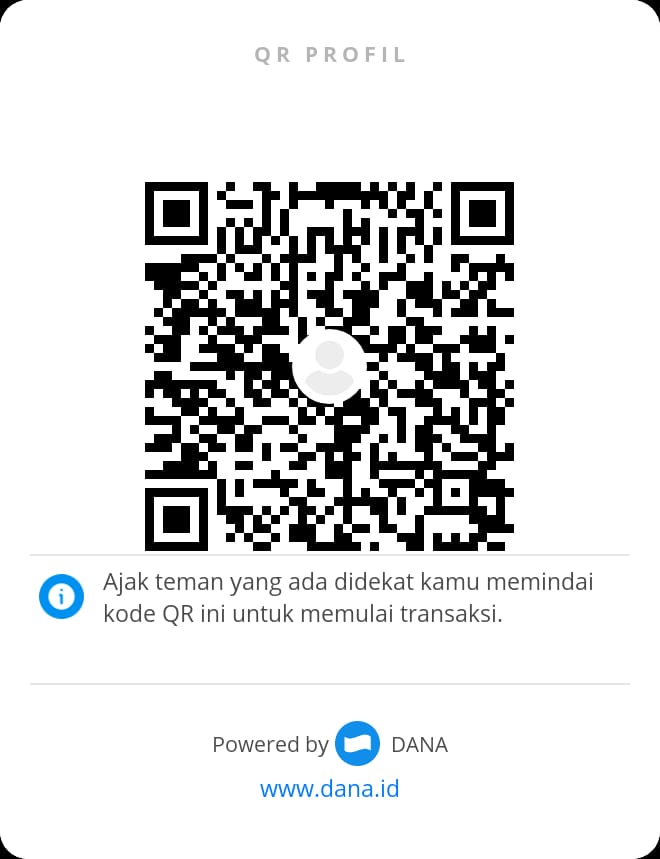 QR PROFIL
Ajak teman yang ada didekat kamu memindai
kode QR ini untuk memulai transaksi.
Powered by DANA
www.dana.id